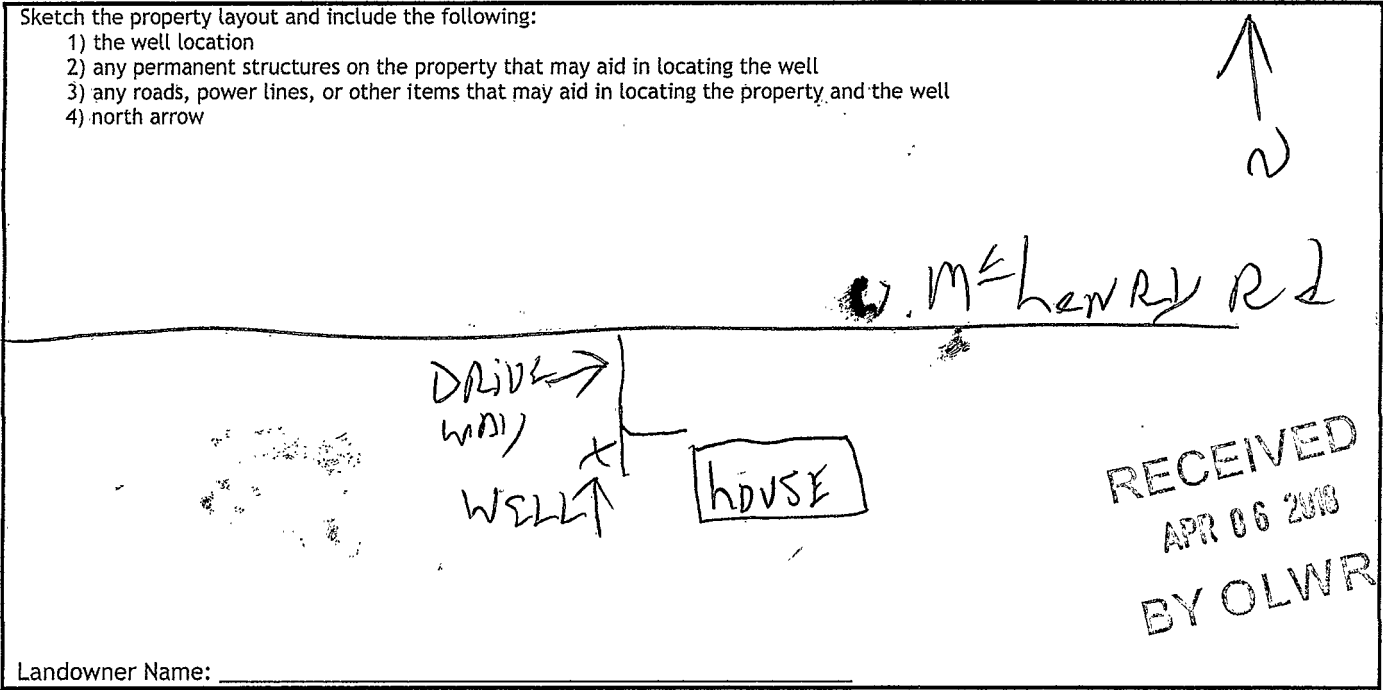 Sketch the property layout and include the following:
1) the well location
2) any permanent structures on the property that may aid in locating the well
3) any roads, power lines, or other items that may aid in locating the property and the well
4) north arrow
N
W. McHenRy Rd
DRiVE
WAy
WELL
hOUSE
RECEIVED
APR 06 2018
BY OLWR
Landowner Name: